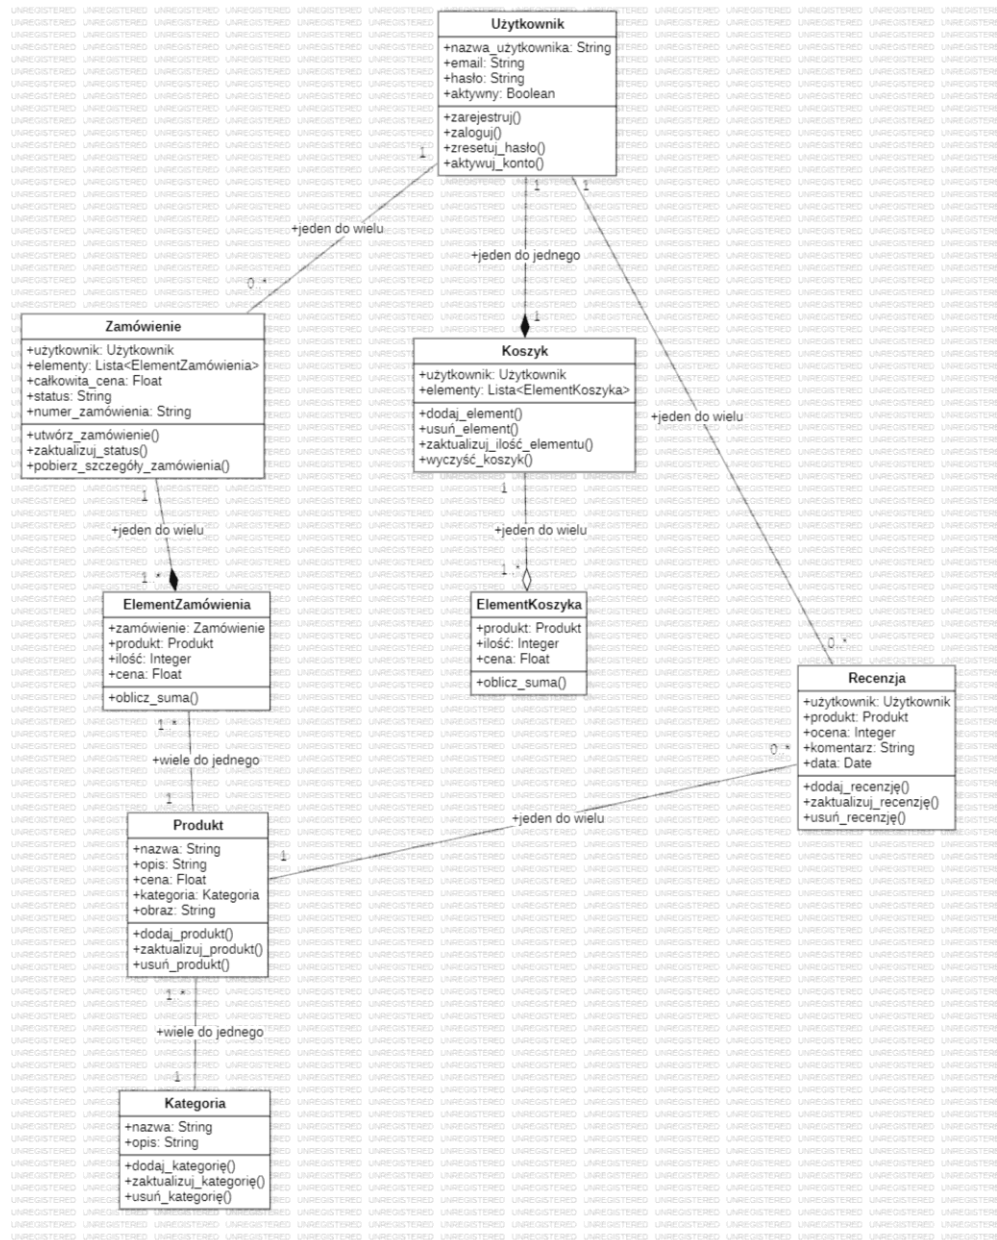 Użytkownik
+nazwa_użytkownika: String
+email: String
+hasło: String
+aktywny: Boolean
+zarejestruj()
+zaloguj()
+zresetuj_hasło()
+aktywuj_konto()
1
1
1
+jeden do wielu
+jeden do jednego
0..*
1
Zamówienie
+użytkownik: Użytkownik
+elementy: Lista<ElementZamówienia>
+całkowita_cena: Float
+status: String
+numer_zamówienia: String
+utwórz_zamówienie()
+zaktualizuj_status()
+pobierz_szczegóły_zamówienia()
Koszyk
+użytkownik: Użytkownik
+elementy: Lista<ElementKoszyka>
+dodaj_element()
+usuń_element()
+zaktualizuj_ilość_elementu()
+wyczyść_koszyk()
+jeden do wielu
1
+jeden do wielu
1..*
1
+jeden do wielu
1..*
ElementZamówienia
+zamówienie: Zamówienie
+produkt: Produkt
+ilość: Integer
+cena: Float
+oblicz_suma()
ElementKoszyka
+produkt: Produkt
+ilość: Integer
+cena: Float
+oblicz_suma()
0..*
Recenzja
+użytkownik: Użytkownik
+produkt: Produkt
+ocena: Integer
+komentarz: String
+data: Date
+dodaj_recenzję()
+zaktualizuj_recenzję()
+usuń_recenzję()
1..*
+wiele do jednego
1
0..*
+jeden do wielu
1
Produkt
+nazwa: String
+opis: String
+cena: Float
+kategoria: Kategoria
+obraz: String
+dodaj_produkt()
+zaktualizuj_produkt()
+usuń_produkt()
1..*
+wiele do jednego
1
Kategoria
+nazwa: String
+opis: String
+dodaj_kategorię()
+zaktualizuj_kategorię()
+usuń_kategorię()
UNREGISTERED